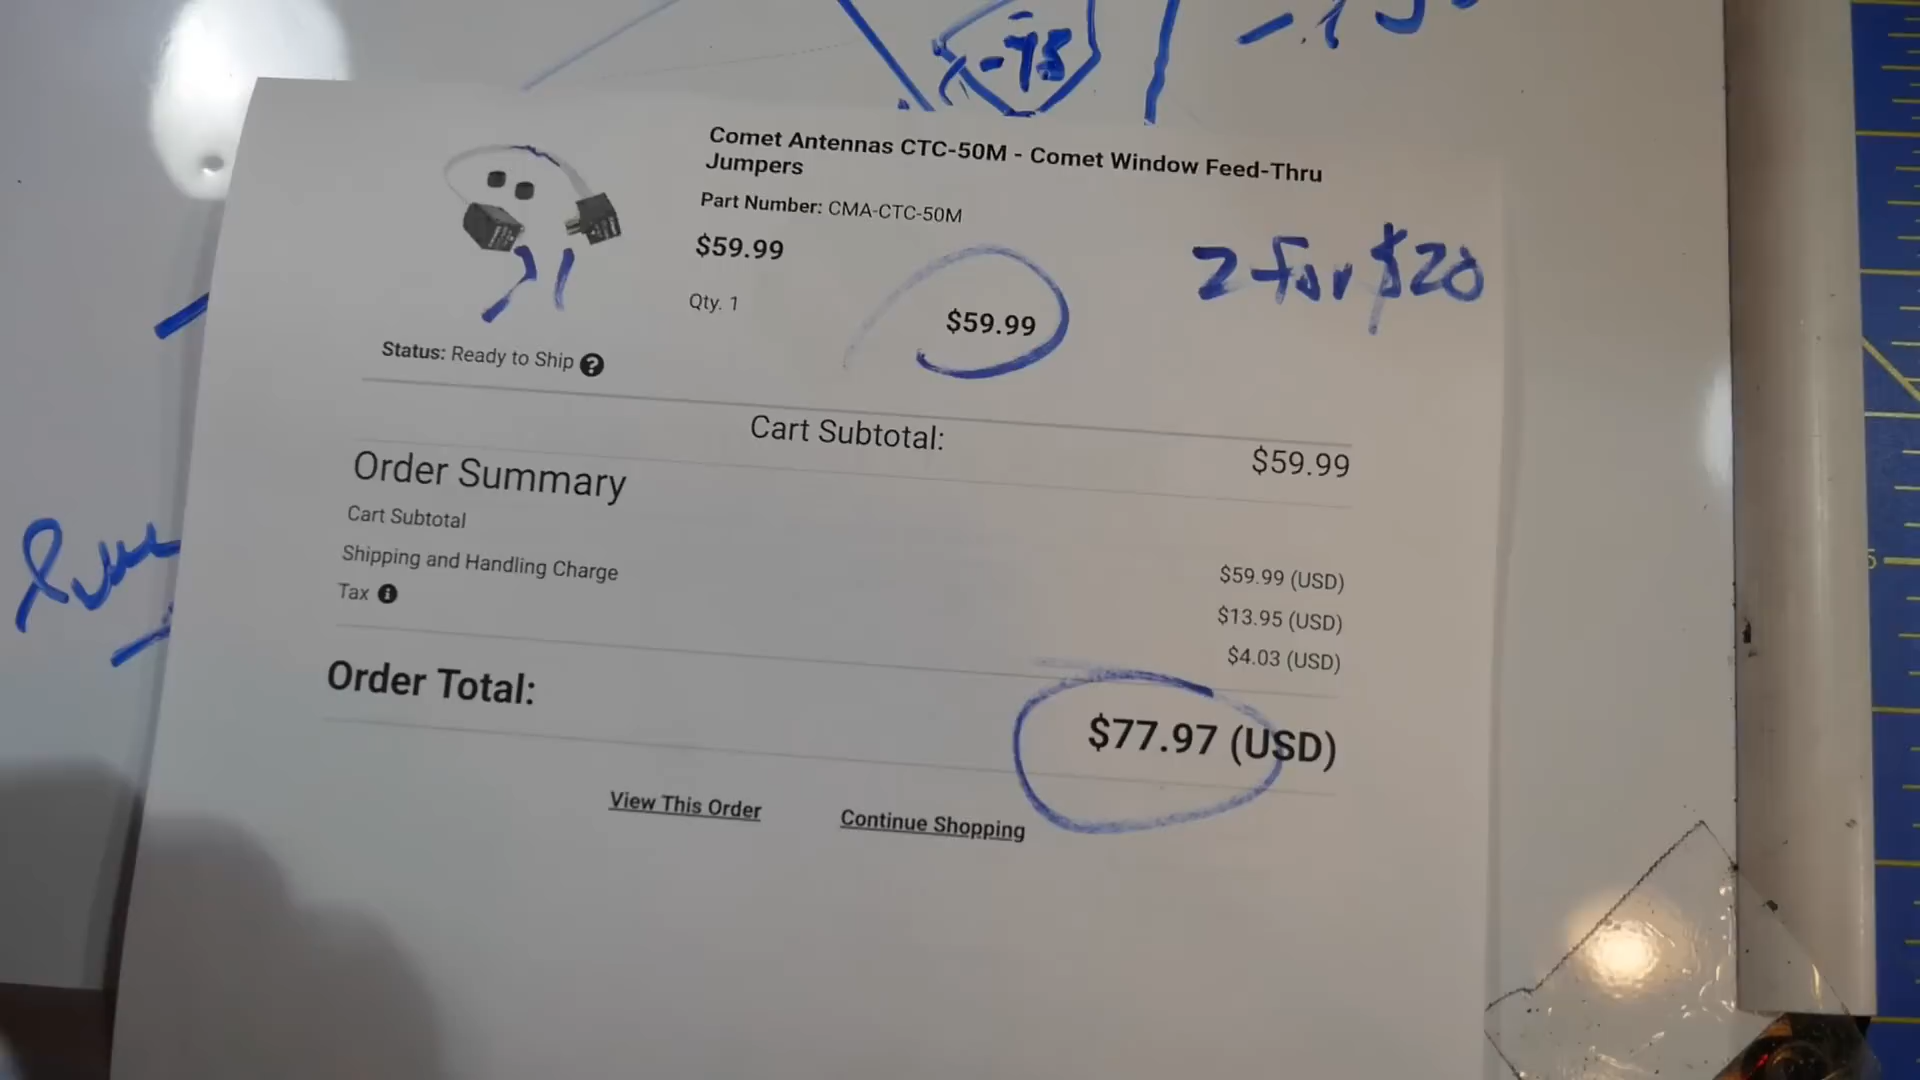 -75
Comet Antennas CTC-50M - Comet Window Feed-Thru
Jumpers
Part Number: CMA-CTC-50M
$59.99
2 for $20
Qty. 1
$59.99
Status: Ready to Ship ?
Cart Subtotal:
$59.99
Order Summary
Cart Subtotal
$59.99 (USD)
Shipping and Handling Charge
$13.95 (USD)
Tax i
$4.03 (USD)
Order Total:
$77.97 (USD)
View This Order
Continue Shopping
5